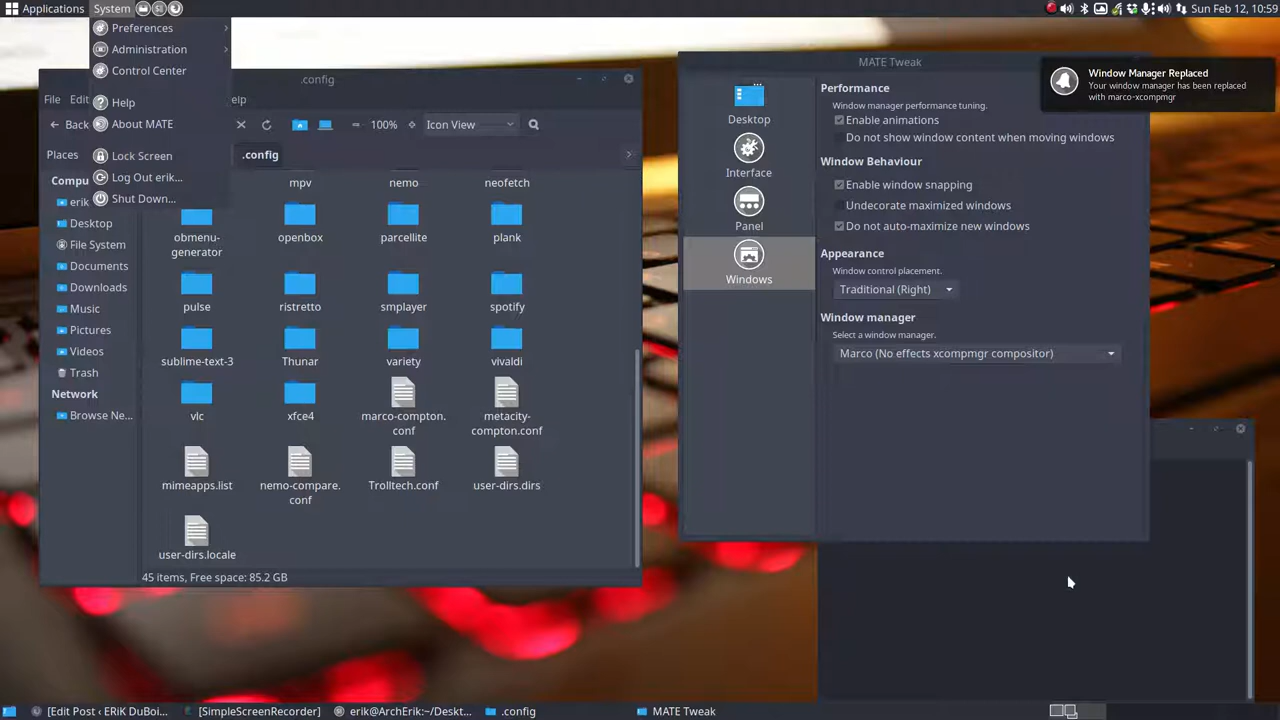 Applications System
Sun Feb 12, 10:59
Preferences
Administration
Control Center
Help
About MATE
Lock Screen
Log Out erik...
Shut Down...
.config
File Edit elp
Back
100%
Icon View
Places
.config
Compu
erik
Desktop
File System
Documents
Downloads
Music
Pictures
Videos
Trash
Network
Browse Ne...
mpv nemo neofetch
obmenu-
generator
openbox
parcellite
plank
pulse ristretto smplayer spotify
sublime-text-3 Thunar variety vivaldi
vlc
xfce4
marco-compton.
conf
metacity-
compton.conf
mimeapps.list
nemo-compare.
conf
Trolltech.conf
user-dirs.dirs
user-dirs.locale
45 items, Free space: 85.2 GB
MATE Tweak
Desktop
Interface
Panel
Windows
Performance
Window manager performance tuning.
Enable animations
Do not show window content when moving windows
Window Behaviour
Enable window snapping
Undecorate maximized windows
Do not auto-maximize new windows
Appearance
Window control placement.
Traditional (Right)
Window manager
Select a window manager.
Marco (No effects xcompmgr compositor)
Window Manager Replaced
Your window manager has been replaced
with marco-xcompmgr
[Edit Post ‹ ERiK DuBoi...
[SimpleScreenRecorder]
erik@ArchErik:~/Deskt...
.config
MATE Tweak